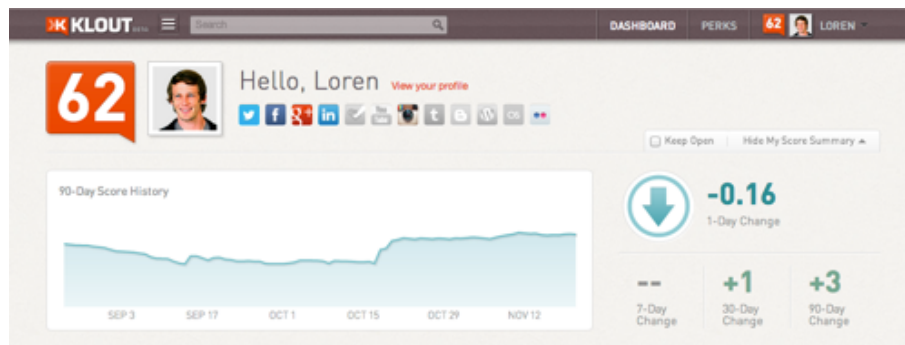 KLOUT BETA Search DASHBOARD PERKS 62 LOREN
62
Hello, Loren View your profile
Keep Open Hide My Score Summary
90-Day Score History
-0.16
1-Day Change
SEP 3 SEP 17 OCT 1 OCT 15 OCT 29 NOV 12
-- +1 +3
7-Day 30-Day 90-Day
Change Change Change